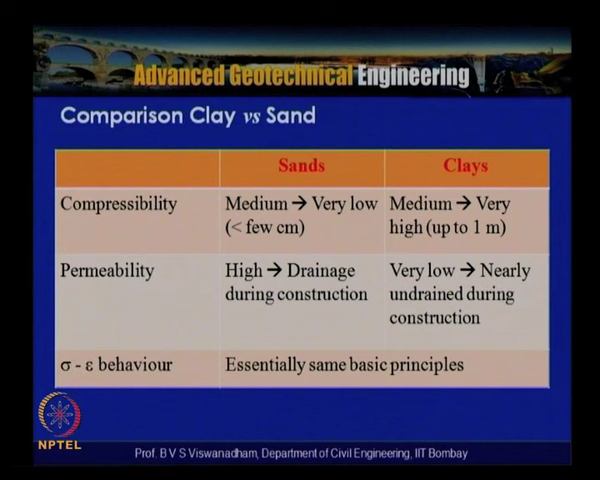 Advanced Geotechnical Engineering
Comparison Clay vs Sand
Sands Clays
Compressibility Medium → Very low Medium → Very
(< few cm) high (up to 1 m)
Permeability High → Drainage Very low → Nearly
during construction undrained during
construction
σ - ε behaviour Essentially same basic principles
NPTEL
Prof. B V S Viswanadham, Department of Civil Engineering, IIT Bombay